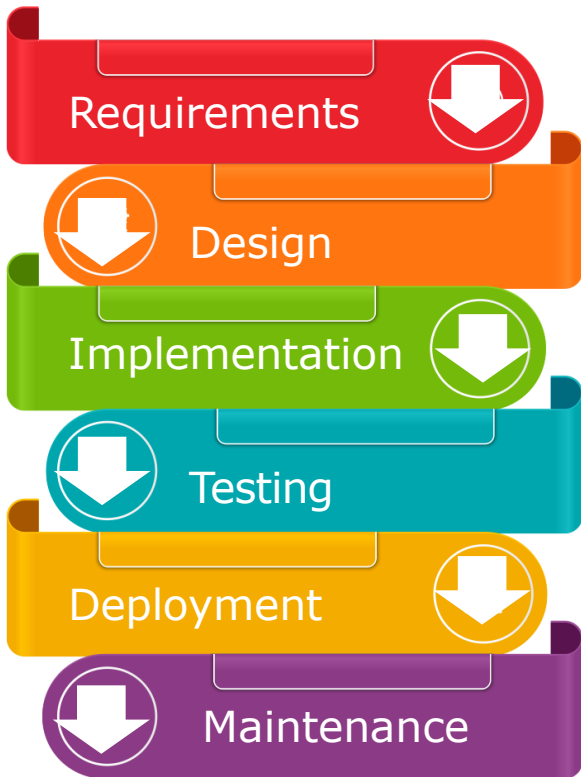 Requirements
Design
Implementation
Testing
Deployment
Maintenance